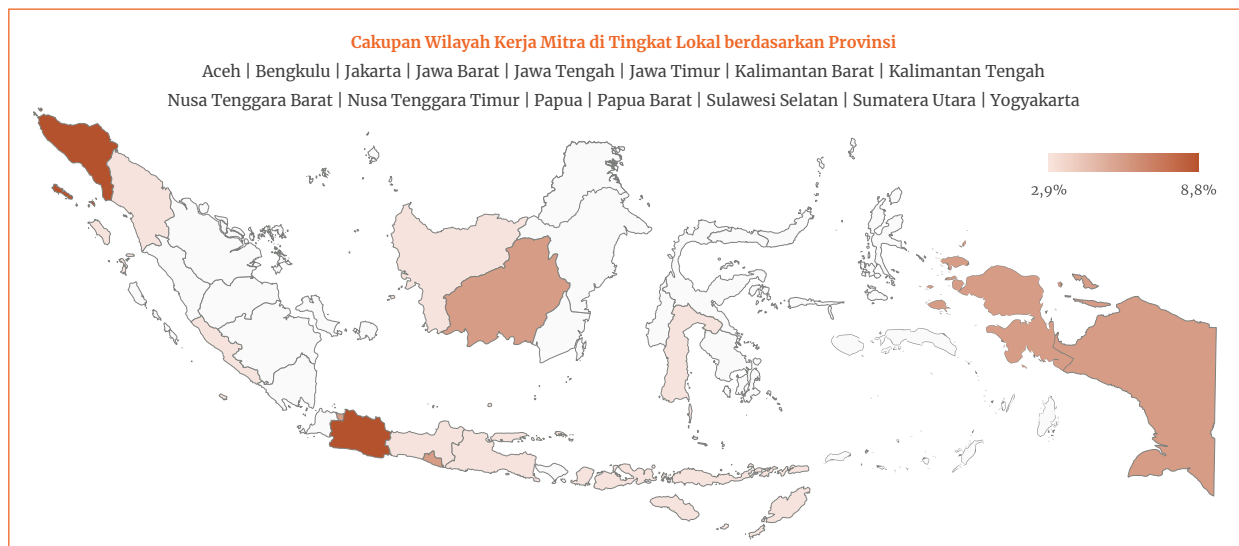 Cakupan Wilayah Kerja Mitra di Tingkat Lokal berdasarkan Provinsi
Aceh | Bengkulu | Jakarta | Jawa Barat | Jawa Tengah | Jawa Timur | Kalimantan Barat | Kalimantan Tengah
Nusa Tenggara Barat | Nusa Tenggara Timur | Papua | Papua Barat | Sulawesi Selatan | Sumatera Utara | Yogyakarta
2,9% 8,8%